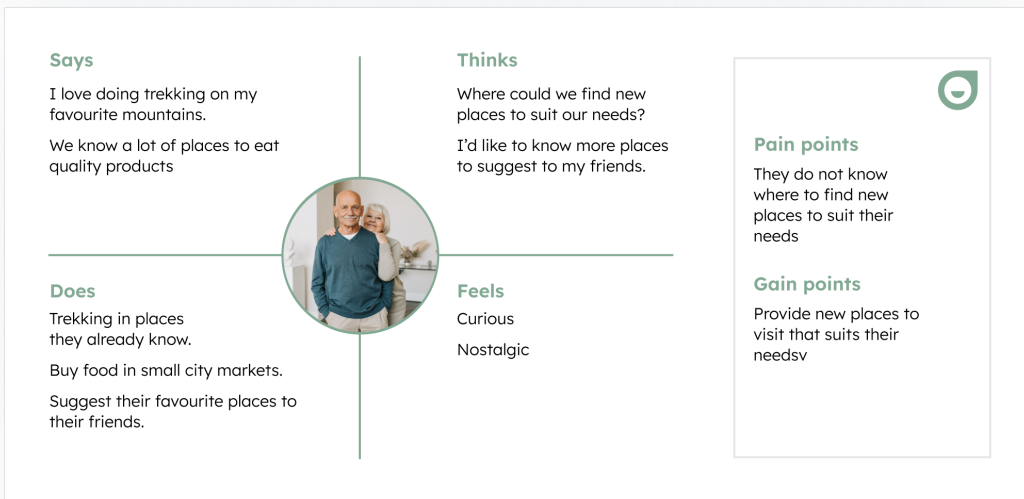 Says
I love doing trekking on my
favourite mountains.
We know a lot of places to eat
quality products
Thinks
Where could we find new
places to suit our needs?
I’d like to know more places
to suggest to my friends.
Does
Trekking in places
they already know.
Buy food in small city markets.
Suggest their favourite places to
their friends.
Feels
Curious
Nostalgic
Pain points
They do not know
where to find new
places to suit their
needs
Gain points
Provide new places to
visit that suits their
needsv